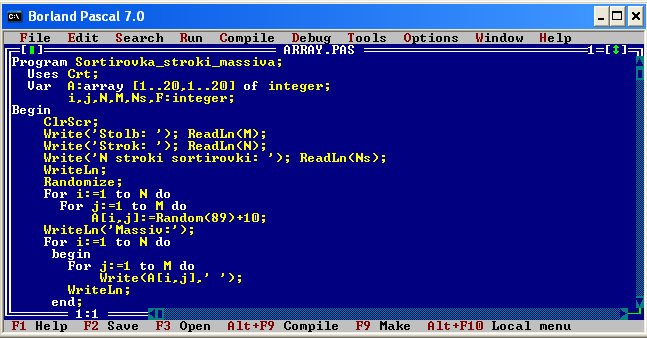 Borland Pascal 7.0
File Edit Search Run Compile Debug Tools Options Window Help
ARRAY.PAS 1
Program Sortirovka_stroki_massiva;
Uses Crt;
Var A:array [1..20,1..20] of integer;
i,j,N,M,Ns,F:integer;
Begin
ClrScr;
Write('Stolb: '); ReadLn(M);
Write('Strok: '); ReadLn(N);
Write('N stroki sortirovki: '); ReadLn(Ns);
WriteLn;
Randomize;
For i:=1 to N do
For j:=1 to M do
A[i,j]:=Random(89)+10;
WriteLn('Massiv:');
For i:=1 to N do
begin
For j:=1 to M do
Write(A[i,j],' ');
WriteLn;
end;
1:1
F1 Help F2 Save F3 Open Alt+F9 Compile F9 Make Alt+F10 Local menu